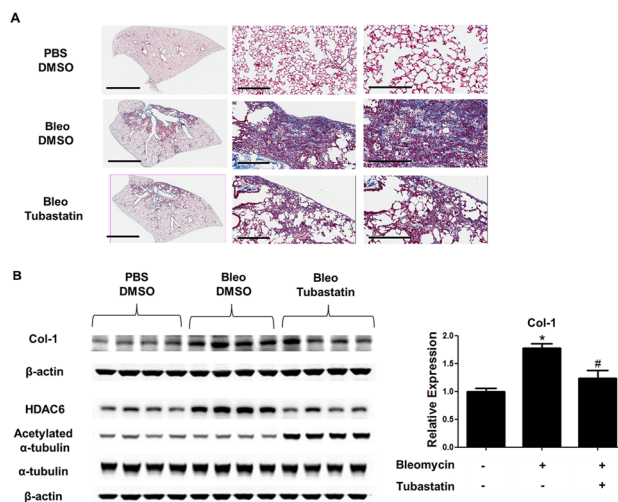 A
PBS
DMSO
Bleo
DMSO
Bleo
Tubastatin
B
PBS
DMSO
Bleo
DMSO
Bleo
Tubastatin
Col-1
β-actin
HDAC6
Acetylated
α-tubulin
α-tubulin
β-actin
Col-1
Relative Expression
2.0
1.5
1.0
0.5
0.0
*
#
Bleomycin - + +
Tubastatin - - +